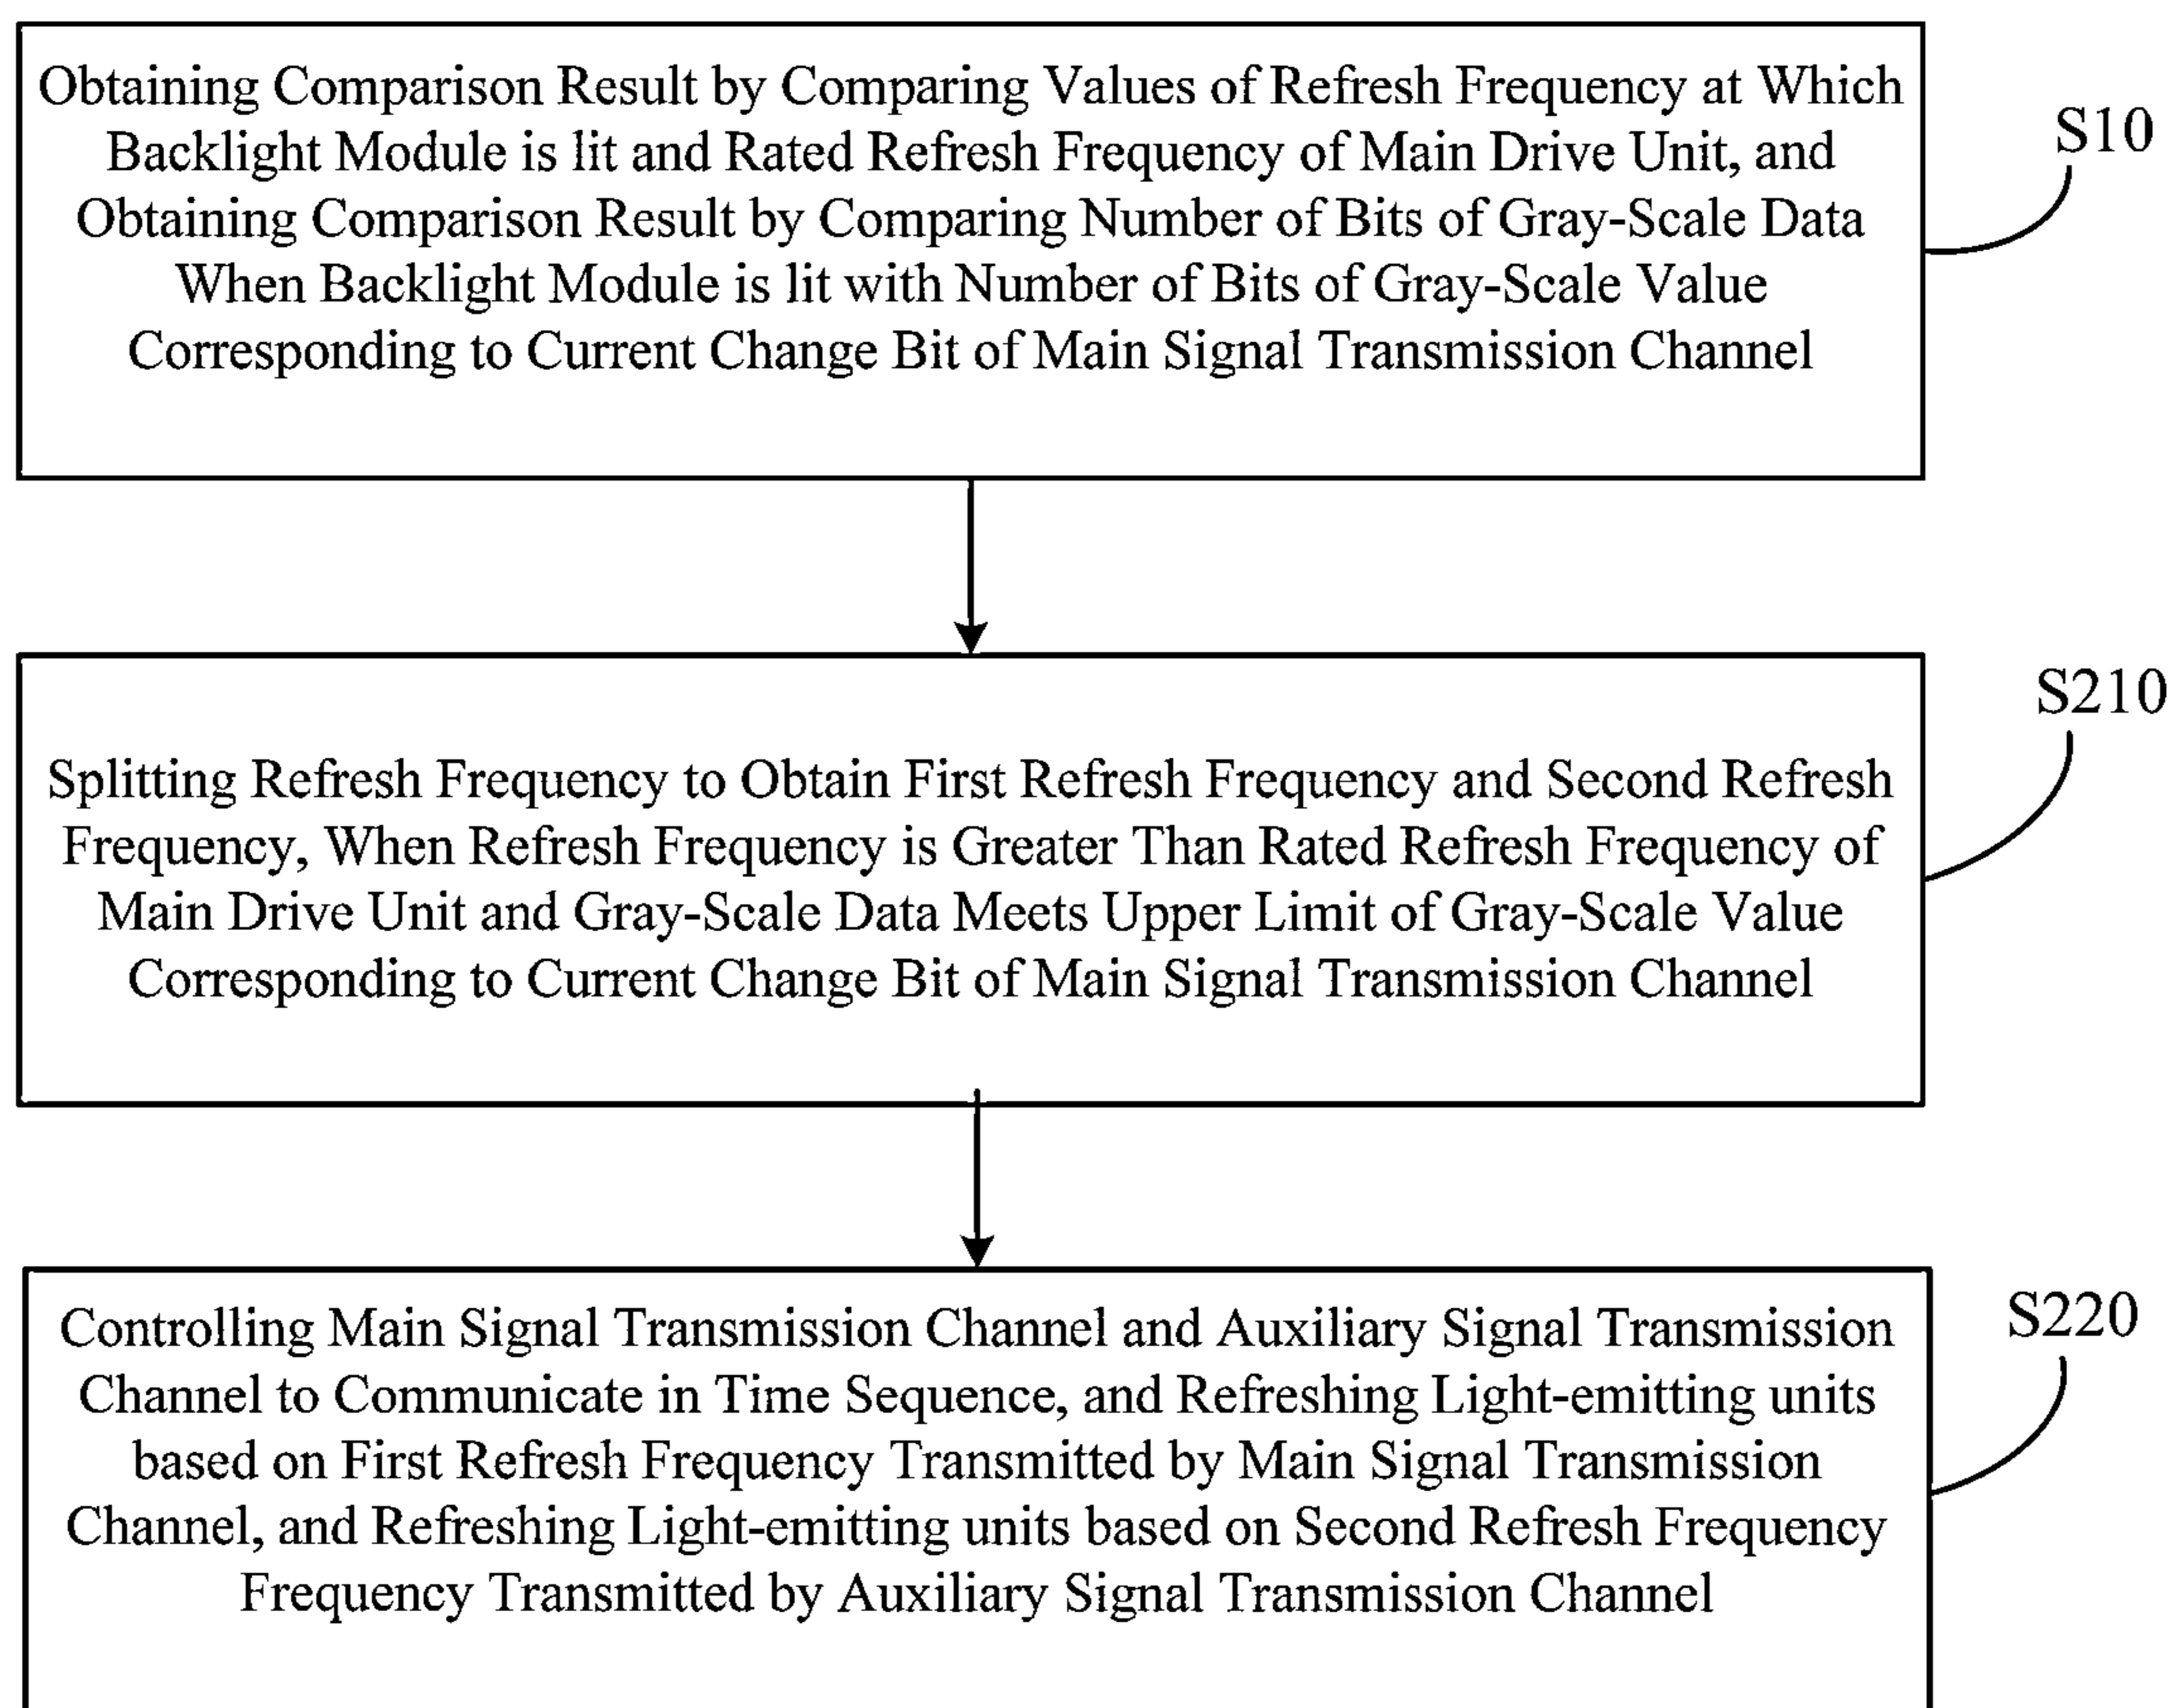 Obtaining Comparison Result by Comparing Values of Refresh Frequency at Which
Backlight Module is lit and Rated Refresh Frequency of Main Drive Unit, and
Obtaining Comparison Result by Comparing Number of Bits of Gray-Scale Data
When Backlight Module is lit with Number of Bits of Gray-Scale Value
Corresponding to Current Change Bit of Main Signal Transmission Channel
S10
Splitting Refresh Frequency to Obtain First Refresh Frequency and Second Refresh
Frequency, When Refresh Frequency is Greater Than Rated Refresh Frequency of
Main Drive Unit and Gray-Scale Data Meets Upper Limit of Gray-Scale Value
Corresponding to Current Change Bit of Main Signal Transmission Channel
S210
Controlling Main Signal Transmission Channel and Auxiliary Signal Transmission
Channel to Communicate in Time Sequence, and Refreshing Light-emitting units
based on First Refresh Frequency Transmitted by Main Signal Transmission
Channel, and Refreshing Light-emitting units based on Second Refresh Frequency
Frequency Transmitted by Auxiliary Signal Transmission Channel
S220